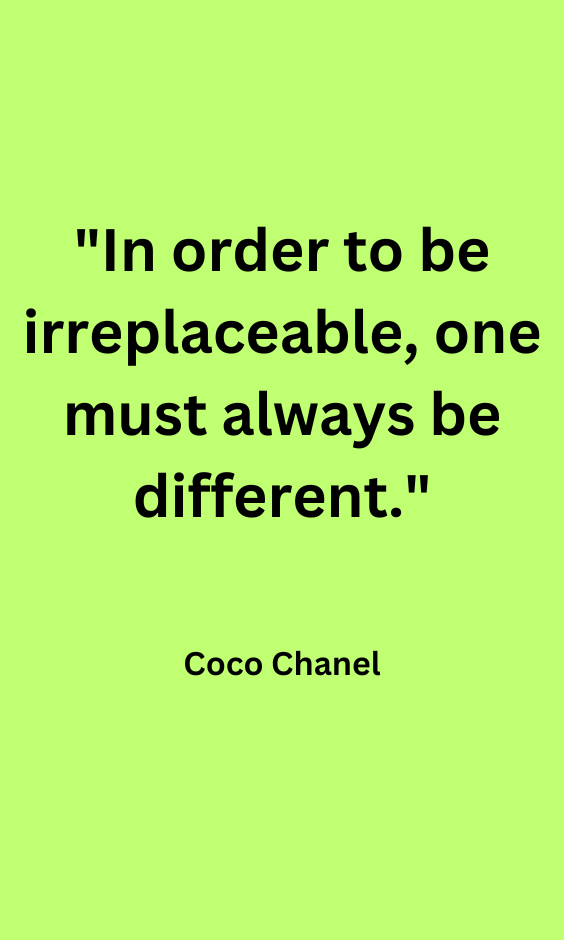 "In order to be
irreplaceable, one
must always be
different."
Coco Chanel